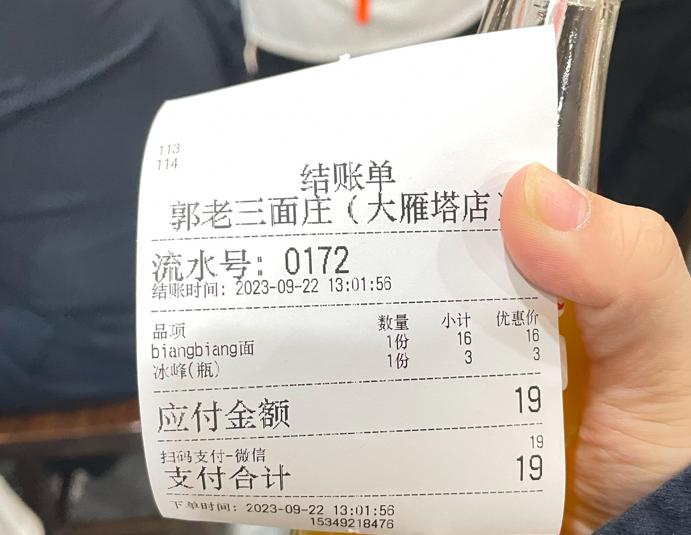 113
114
结账单
郭老三面庄（大雁塔店）
流水号：0172
结账时间：2023-09-22 13:01:56
品项 数量 小计 优惠价
biangbiang面 1份 16 16
冰峰(瓶) 1份 3 3
应付金额 19
扫码支付-微信 19
支付合计 19
下单时间：2023-09-22 13:01:56
15349218476